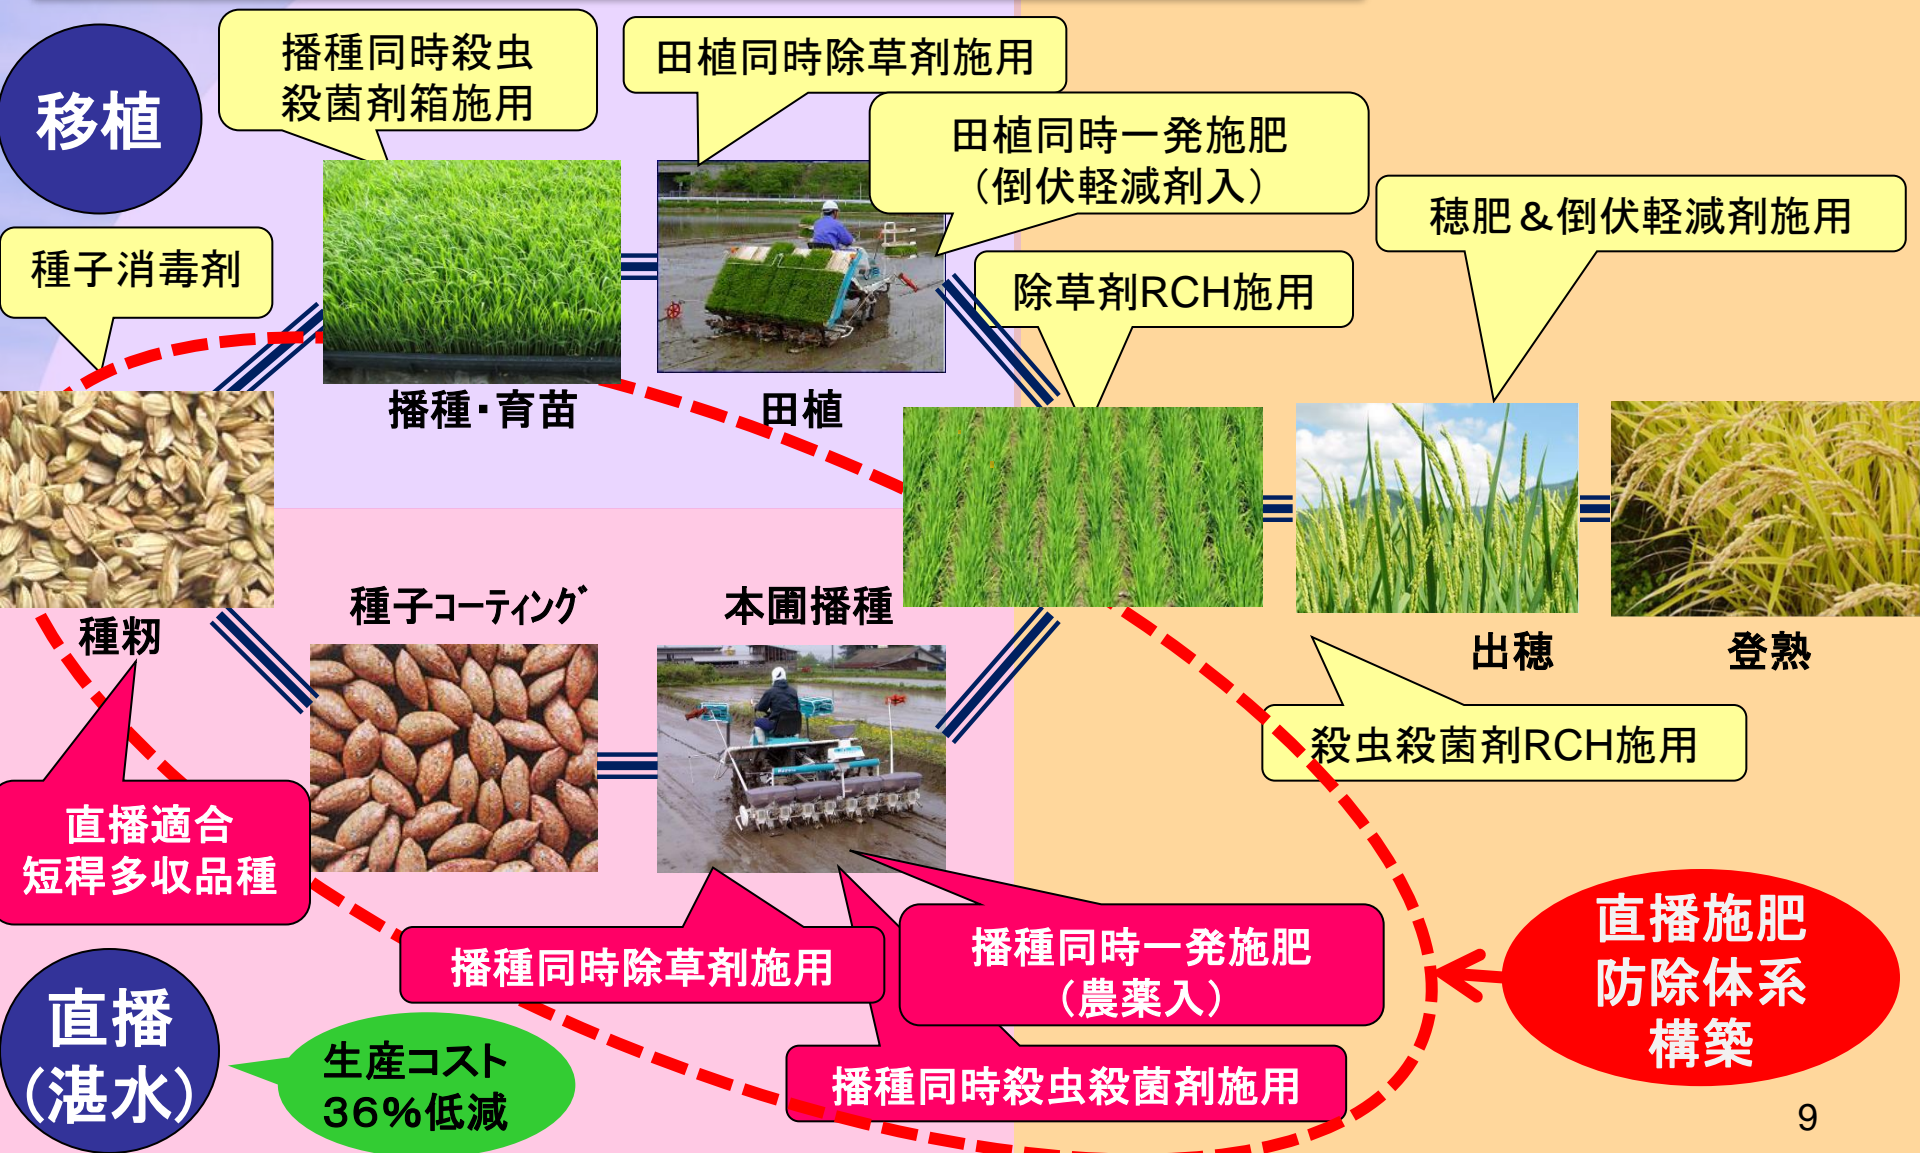 移植
播種同時殺虫
殺菌剤箱施用
田植同時除草剤施用
田植同時一発施肥
（倒伏軽減剤入）
穂肥＆倒伏軽減剤施用
種子消毒剤
除草剤RCH施用
播種・育苗
田植
種子コーティング
本圃播種
種籾
出穂
登熟
殺虫殺菌剤RCH施用
直播適合
短稈多収品種
播種同時除草剤施用
播種同時一発施肥
（農薬入）
播種同時殺虫殺菌剤施用
直播施肥
防除体系
構築
直播
(湛水)
生産コスト
３６％低減
9